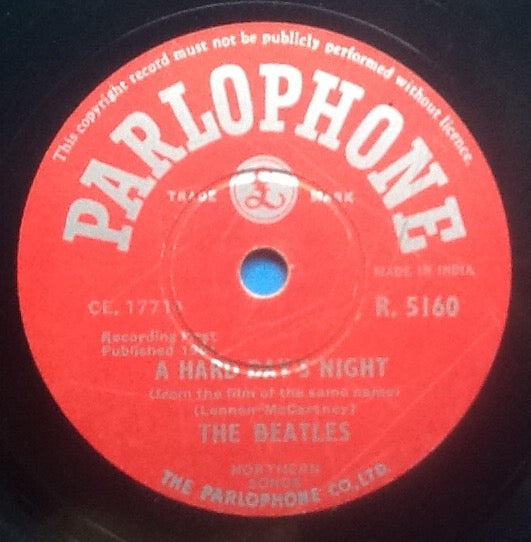 This copyright record must not be publicly performed without licence.
PARLOPHONE
TRADE £ MARK
MADE IN INDIA.
R. 5160
Recording First
Published
A HARD DAY'S NIGHT
(from the film of the same name)
(Lennon-McCartney)
THE BEATLES
NORTHERN
SONGS
THE PARLOPHONE CO. LTD.